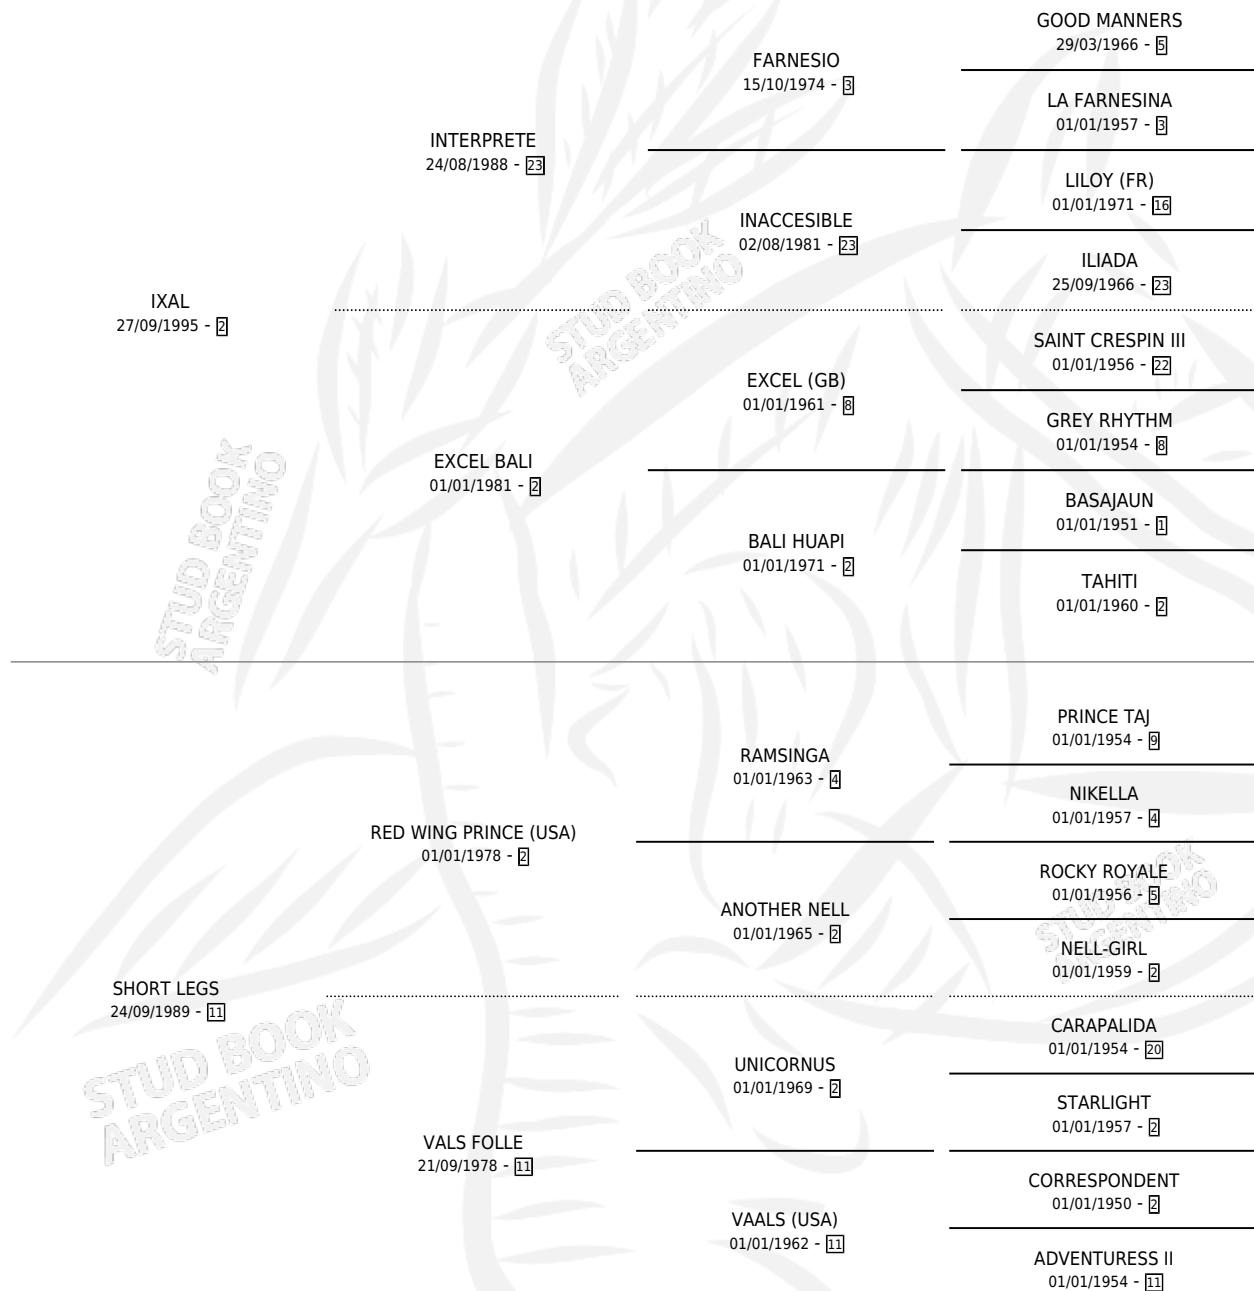 GOOD MANNERS
29/03/1966 - 5
FARNESIO
15/10/1974 - 3
LA FARNESINA
01/01/1957 - 3
INTERPRETE
24/08/1988 - 23
LILOY (FR)
01/01/1971 - 16
INACCESIBLE
02/08/1981 - 23
ILIADA
25/09/1966 - 23
IXAL
27/09/1995 - 2
SAINT CRESPIN III
01/01/1956 - 22
EXCEL (GB)
01/01/1961 - 8
GREY RHYTHM
01/01/1954 - 8
EXCEL BALI
01/01/1981 - 2
BASAJAUN
01/01/1951 - 1
BALI HUAPI
01/01/1971 - 2
TAHITI
01/01/1960 - 2
PRINCE TAJ
01/01/1954 - 9
RAMSINGA
01/01/1963 - 4
NIKELLA
01/01/1957 - 4
RED WING PRINCE (USA)
01/01/1978 - 2
ROCKY ROYALE
01/01/1956 - 5
ANOTHER NELL
01/01/1965 - 2
NELL-GIRL
01/01/1959 - 2
SHORT LEGS
24/09/1989 - 11
CARAPALIDA
01/01/1954 - 20
UNICORNUS
01/01/1969 - 2
STARLIGHT
01/01/1957 - 2
VALS FOLLE
21/09/1978 - 11
CORRESPONDENT
01/01/1950 - 2
VAALS (USA)
01/01/1962 - 11
ADVENTURESS II
01/01/1954 - 11
STUD BOOK
ARGENTINO
STUD BOOK
ARGENTINO
STUD BOOK
ARGENTINO
STUD BOOK
ARGENTINO